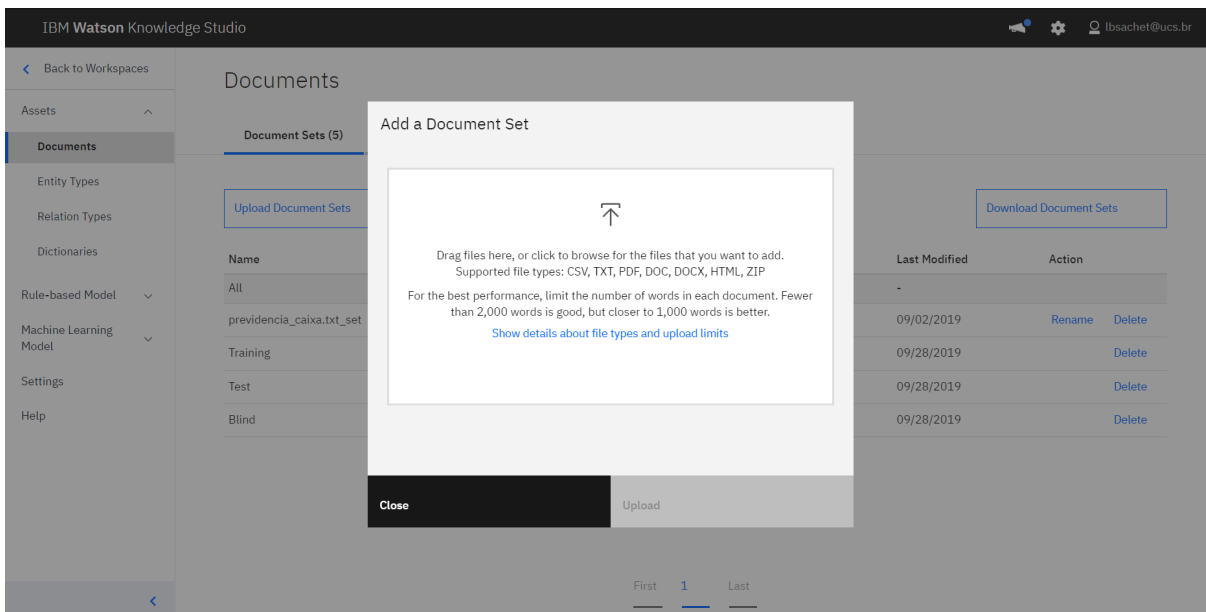 IBM Watson Knowledge Studio
lbsachet@ucs.br
Back to Workspaces
Assets
Documents
Entity Types
Relation Types
Dictionaries
Rule-based Model
Machine Learning
Model
Settings
Help
Documents
Document Sets (5)
Upload Document Sets
Download Document Sets
Name
Last Modified
Action
All
-
previdencia_caixa.txt_set
09/02/2019
Rename
Delete
Training
09/28/2019
Delete
Test
09/28/2019
Delete
Blind
09/28/2019
Delete
First
1
Last
Add a Document Set
Drag files here, or click to browse for the files that you want to add.
Supported file types: CSV, TXT, PDF, DOC, DOCX, HTML, ZIP
For the best performance, limit the number of words in each document. Fewer
than 2,000 words is good, but closer to 1,000 words is better.
Show details about file types and upload limits
Close
Upload